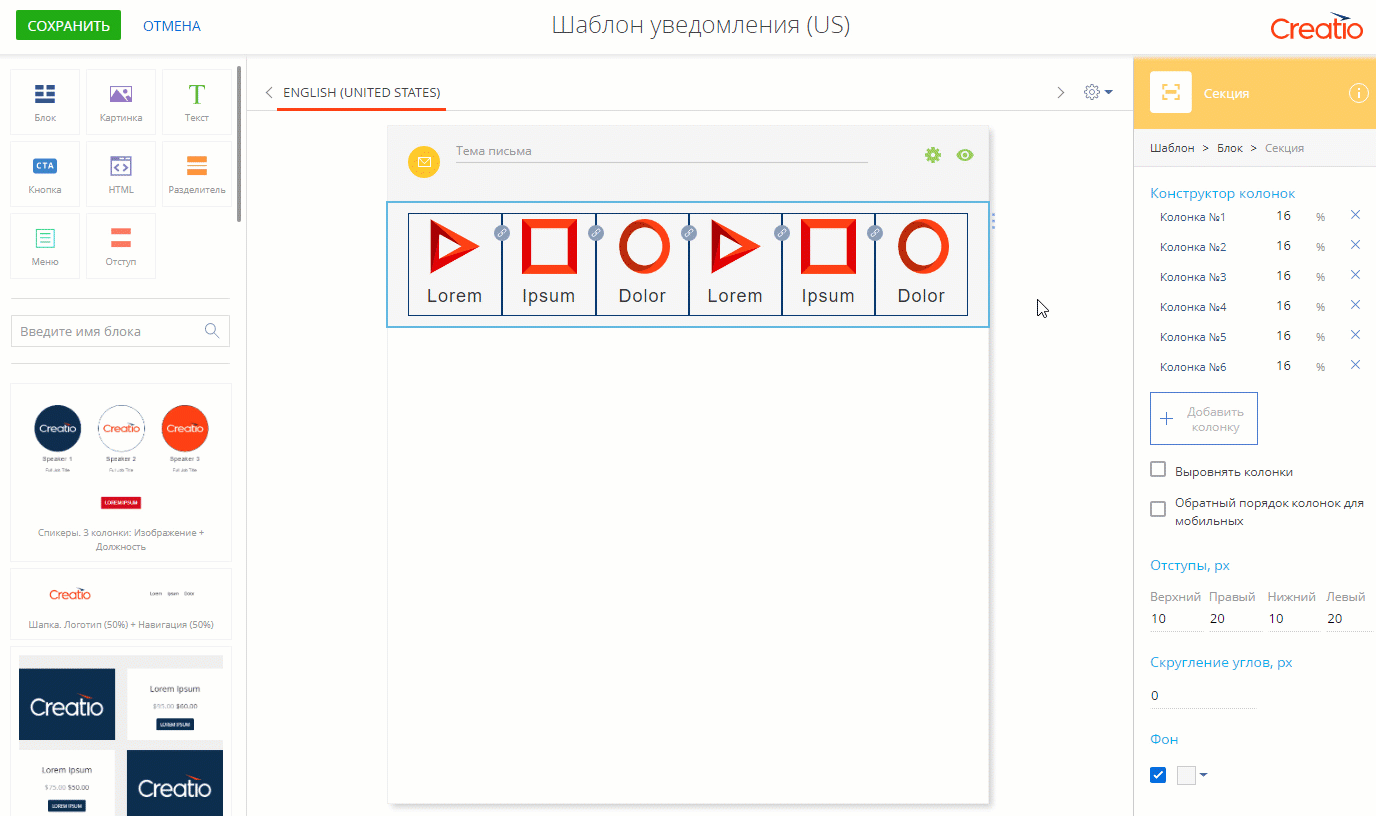 СОХРАНИТЬ
ОТМЕНА
Шаблон уведомления (US)
Creatio
Блок
Картинка
Текст
CTA
Кнопка
HTML
Разделитель
Меню
Отступ
Введите имя блока
Creatio
Creatio
Creatio
Speaker 1
Speaker 2
Speaker 3
Full Job Title
Full Job Title
Full Job Title
LOREM IPSUM
Спикеры. 3 колонки: Изображение +
Должность
Creatio
Lorem
Ipsum
Dolor
Шапка. Логотип (50%) + Навигация (50%)
Creatio
Lorem Ipsum
$95.00 $60.00
LOREM IPSUM
Lorem Ipsum
$75.00 $50.00
LOREM IPSUM
Creatio
ENGLISH (UNITED STATES)
Тема письма
Lorem
Ipsum
Dolor
Lorem
Ipsum
Dolor
Секция
Шаблон > Блок > Секция
Конструктор колонок
Колонка №1 16 %
Колонка №2 16 %
Колонка №3 16 %
Колонка №4 16 %
Колонка №5 16 %
Колонка №6 16 %
Добавить
колонку
Выровнять колонки
Обратный порядок колонок для
мобильных
Отступы, px
Верхний Правый Нижний Левый
10 20 10 20
Скругление углов, px
0
Фон